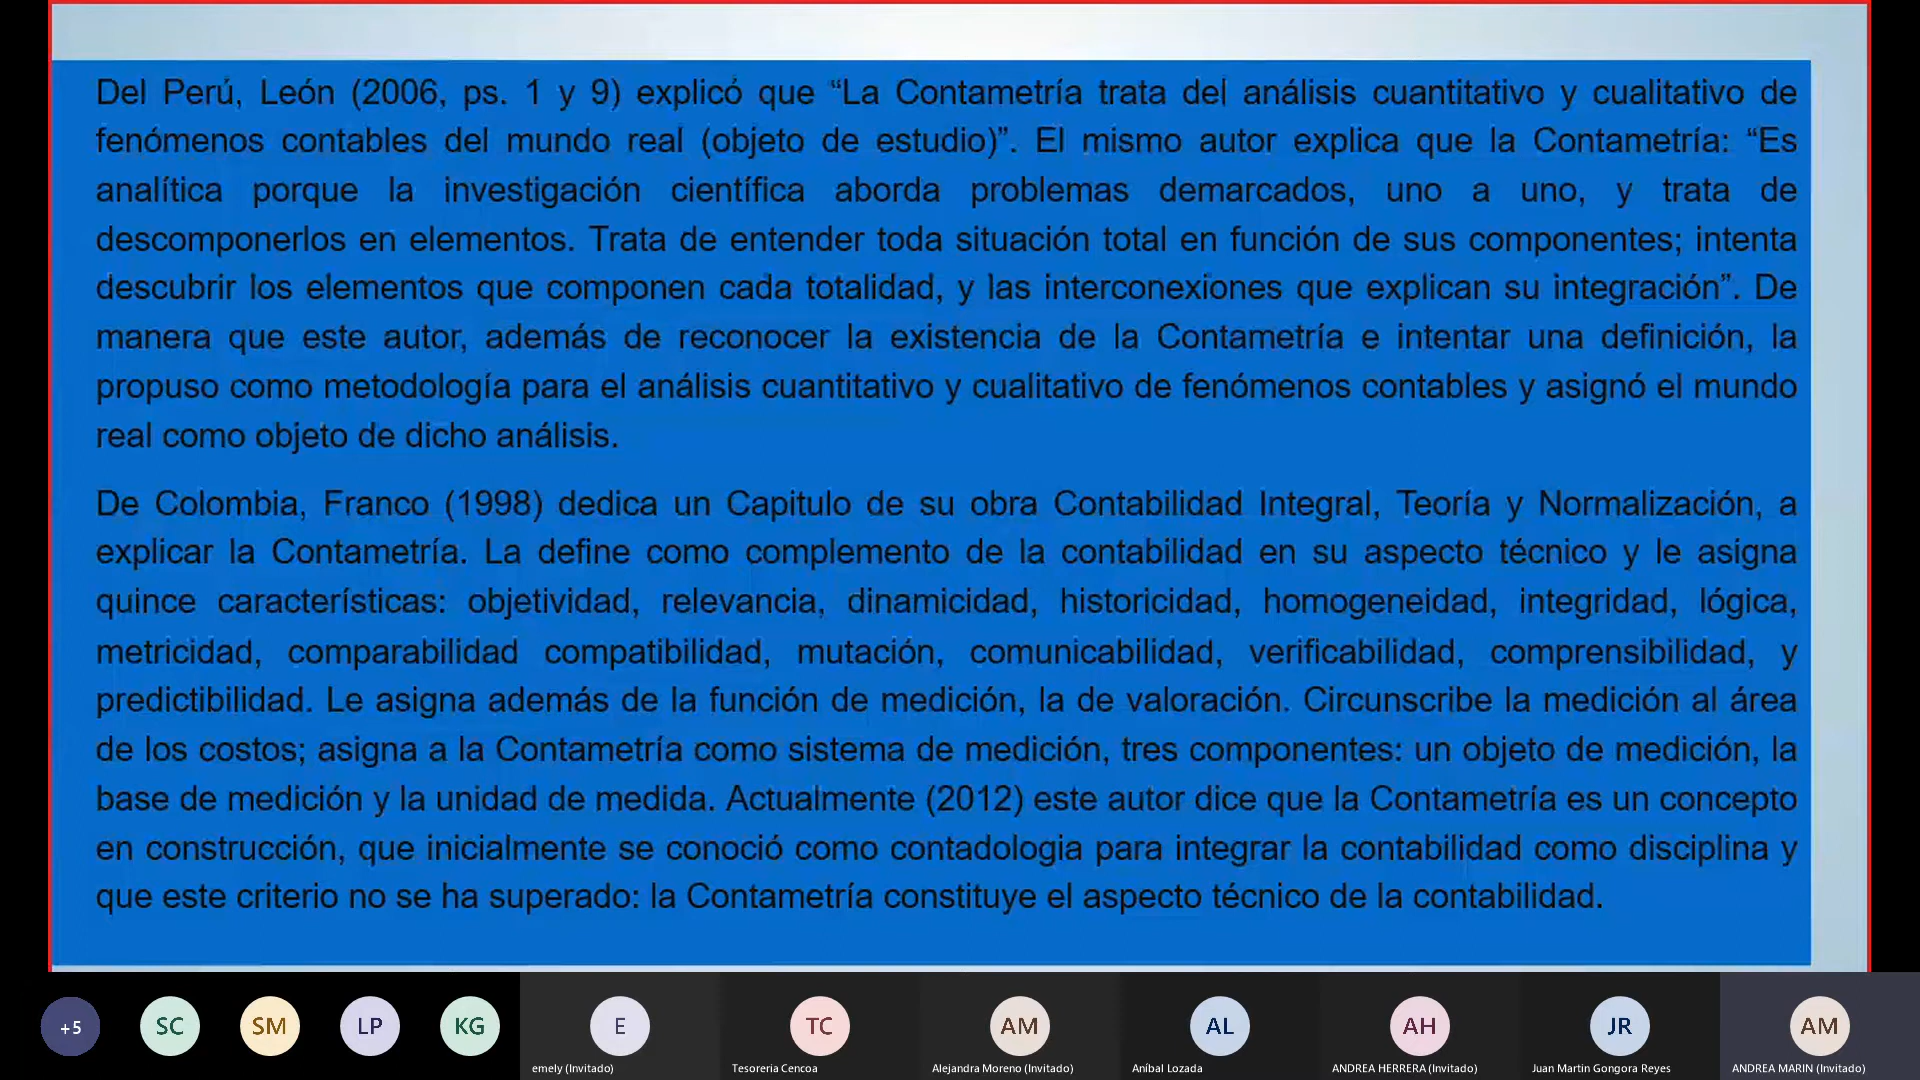 Del Perú, León (2006, ps. 1 y 9) explicó que “La Contametría trata del análisis cuantitativo y cualitativo de
fenómenos contables del mundo real (objeto de estudio)”. El mismo autor explica que la Contametría: “Es
analítica porque la investigación científica aborda problemas demarcados, uno a uno, y trata de
descomponerlos en elementos. Trata de entender toda situación total en función de sus componentes; intenta
descubrir los elementos que componen cada totalidad, y las interconexiones que explican su integración”. De
manera que este autor, además de reconocer la existencia de la Contametría e intentar una definición, la
propuso como metodología para el análisis cuantitativo y cualitativo de fenómenos contables y asignó el mundo
real como objeto de dicho análisis.
De Colombia, Franco (1998) dedica un Capitulo de su obra Contabilidad Integral, Teoría y Normalización, a
explicar la Contametría. La define como complemento de la contabilidad en su aspecto técnico y le asigna
quince características: objetividad, relevancia, dinamicidad, historicidad, homogeneidad, integridad, lógica,
metricidad, comparabilidad compatibilidad, mutación, comunicabilidad, verificabilidad, comprensibilidad, y
predictibilidad. Le asigna además de la función de medición, la de valoración. Circunscribe la medición al área
de los costos; asigna a la Contametría como sistema de medición, tres componentes: un objeto de medición, la
base de medición y la unidad de medida. Actualmente (2012) este autor dice que la Contametría es un concepto
en construcción, que inicialmente se conoció como contadologia para integrar la contabilidad como disciplina y
que este criterio no se ha superado: la Contametría constituye el aspecto técnico de la contabilidad.
+5 SC SM LP KG E TC AM AL AH JR AM
emely (Invitado) Tesoreria Cencoa Alejandra Moreno (Invitado) Aníbal Lozada ANDREA HERRERA (Invitado) Juan Martin Gongora Reyes ANDREA MARIN (Invitado)